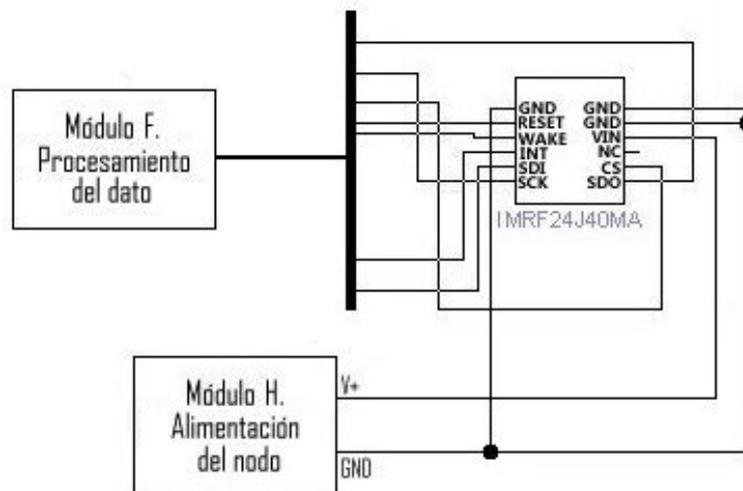 Módulo F.
Procesamiento
del dato
GND
RESET
WAKE
INT
SDI
SCK
GND
GND
VIN
NC
CS
SDO
IMRF24J40MA
Módulo H.
Alimentación
del nodo
V+
GND